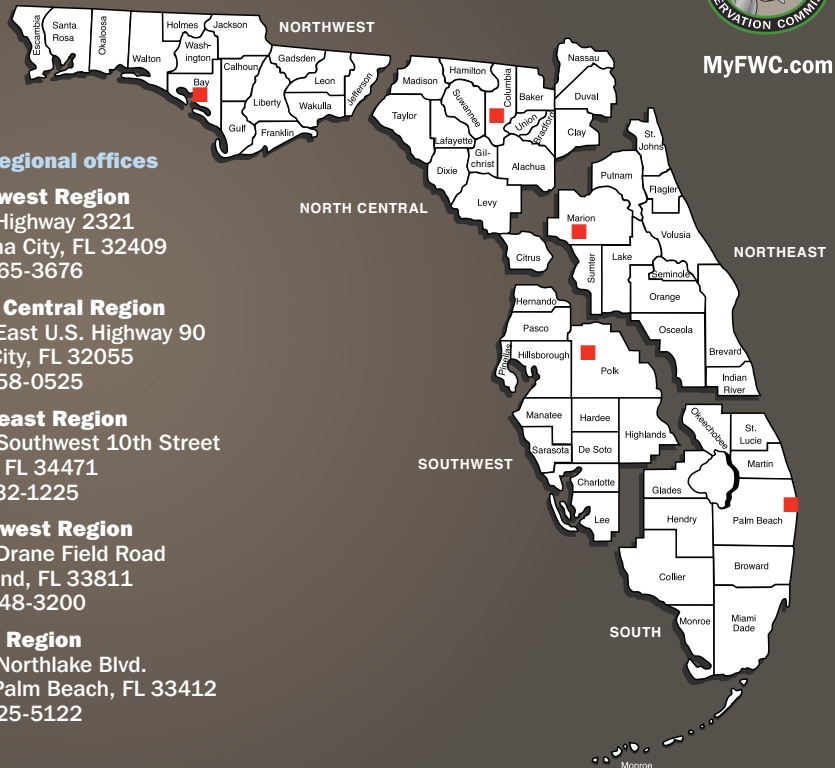 ERVATION COMMIS
MyFWC.com
egional offices
west Region
Highway 2321
na City, FL 32409
65-3676
Central Region
East U.S. Highway 90
City, FL 32055
58-0525
east Region
Southwest 10th Street
FL 34471
32-1225
west Region
Drane Field Road
nd, FL 33811
48-3200
Region
Northlake Blvd.
Palm Beach, FL 33412
25-5122
NORTHWEST
Escambia
Santa
Rosa
Okaloosa
Walton
Holmes
Jackson
Wash-
ington
Bay
Calhoun
Gulf
Liberty
Gadsden
Franklin
Leon
Wakulla
Jefferson
NORTH CENTRAL
Madison
Hamilton
Taylor
Suwannee
Lafayette
Columbia
Baker
Union
Bradford
Gil-
christ
Dixie
Alachua
Levy
Citrus
NORTHEAST
Nassau
Duval
Clay
St.
Johns
Putnam
Flagler
Marion
Volusia
Sumter
Lake
Seminole
Orange
Osceola
Brevard
Indian
River
SOUTHWEST
Hernando
Pasco
Pinellas
Hillsborough
Polk
Manatee
Hardee
Highlands
Sarasota
De Soto
Charlotte
Lee
SOUTH
Okeechobee
St.
Lucie
Martin
Glades
Hendry
Palm Beach
Broward
Collier
Monroe
Miami
Dade
Monroe